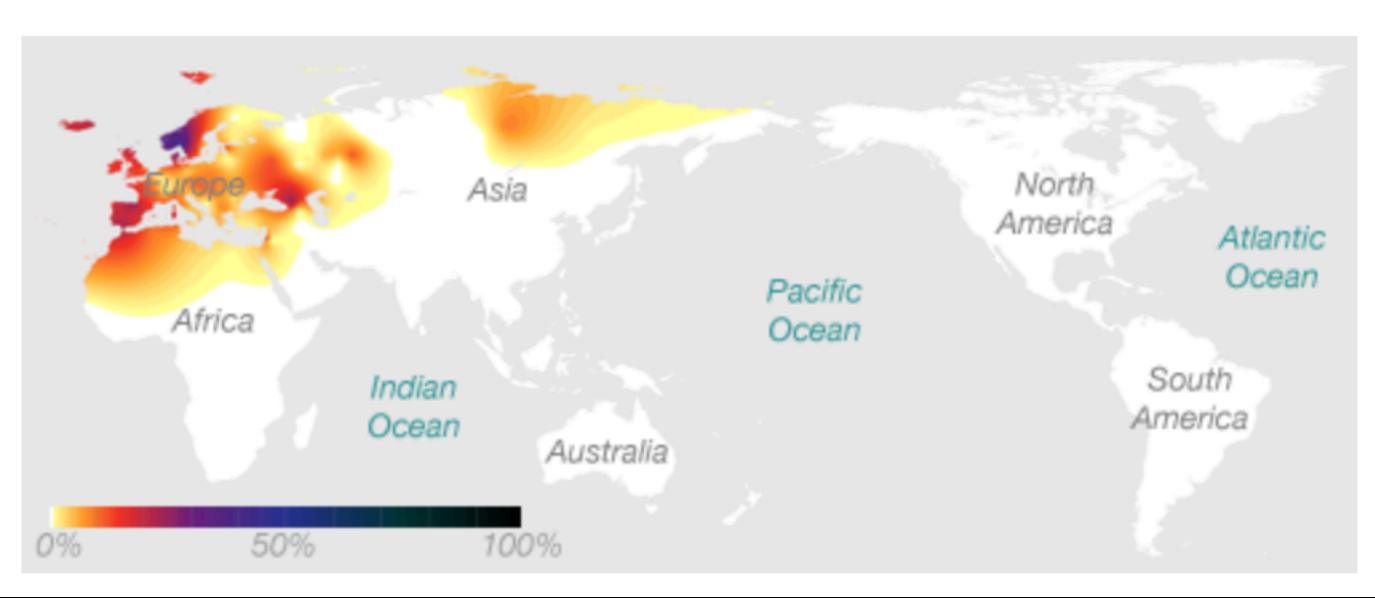 Europe
Asia
North
America
Atlantic
Ocean
Pacific
Ocean
Africa
Indian
Ocean
South
America
Australia
0%
50%
100%